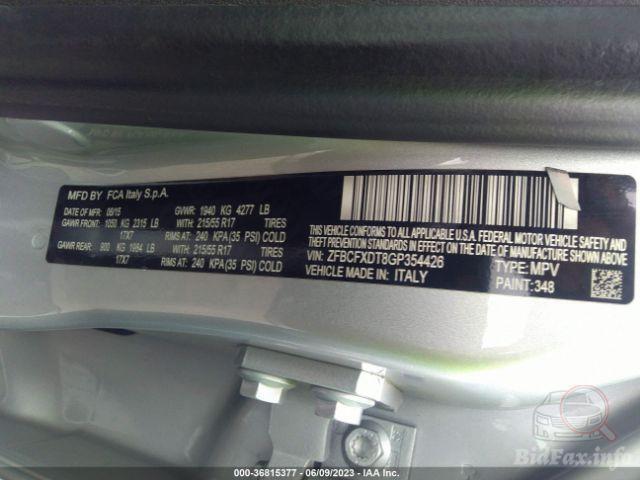 MFD BY FCA Italy S.p.A.
DATE OF MFG 08/15 GVWR: 1940 KG 4277 LB
GAWR FRONT: 1050 KG 2315 LB WITH: 215/55 R17 TIRES
17X7 RIMS AT: 240 KPA (35 PSI) COLD
GAWR REAR: 900 KG 1984 LB WITH: 215/55 R17 TIRES
17X7 RIMS AT: 240 KPA (35 PSI) COLD
THIS VEHICLE CONFORMS TO ALL APPLICABLE U.S.A. FEDERAL MOTOR VEHICLE SAFETY AND
THEFT PREVENTION STANDARDS IN EFFECT ON THE DATE OF MANUFACTURE SHOWN ABOVE.
VIN: ZFBCFXDT8GP354426 TYPE: MPV
VEHICLE MADE IN: ITALY PAINT: 348
BidFax.info
000-36815377 - 06/09/2023 - IAA Inc.